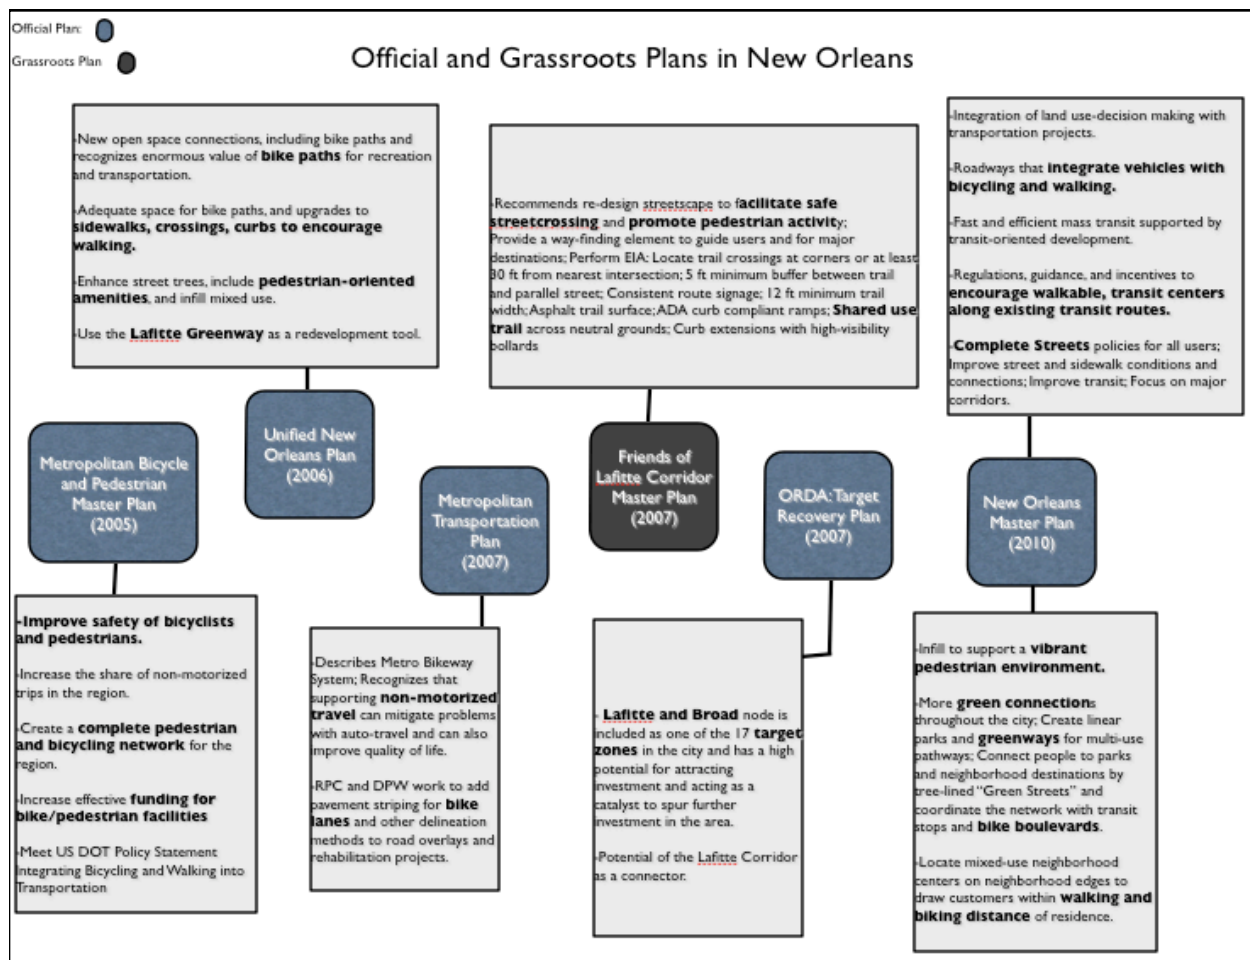 Official Plan:
Grassroots Plan
Official and Grassroots Plans in New Orleans
-New open space connections, including bike paths and
recognizes enormous value of bike paths for recreation
and transportation.
-Adequate space for bike paths, and upgrades to
sidewalks, crossings, curbs to encourage
walking.
-Enhance street trees, include pedestrian-oriented
amenities, and infill mixed use.
-Use the Lafitte Greenway as a redevelopment tool.
-Recommends re-design streetscape to facilitate safe
streetcrossing and promote pedestrian activity;
Provide a way-finding element to guide users and for major
destinations; Perform EIA: Locate trail crossings at corners or at least
30 ft from nearest intersection; 5 ft minimum buffer between trail
and parallel street; Consistent route signage; 12 ft minimum trail
width; Asphalt trail surface; ADA curb compliant ramps; Shared use
trail across neutral grounds; Curb extensions with high-visibility
bollards
-Integration of land use-decision making with
transportation projects.
-Roadways that integrate vehicles with
bicycling and walking.
-Fast and efficient mass transit supported by
transit-oriented development.
-Regulations, guidance, and incentives to
encourage walkable, transit centers
along existing transit routes.
-Complete Streets policies for all users;
Improve street and sidewalk conditions and
connections; Improve transit; Focus on major
corridors.
Metropolitan Bicycle
and Pedestrian
Master Plan
(2005)
Unified New
Orleans Plan
(2006)
Metropolitan
Transportation
Plan
(2007)
Friends of
Lafitte Corridor
Master Plan
(2007)
ORDA: Target
Recovery Plan
(2007)
New Orleans
Master Plan
(2010)
-Improve safety of bicyclists
and pedestrians.
-Increase the share of non-motorized
trips in the region.
-Create a complete pedestrian
and bicycling network for the
region.
-Increase effective funding for
bike/pedestrian facilities
-Meet US DOT Policy Statement
Integrating Bicycling and Walking into
Transportation
-Describes Metro Bikeway
System; Recognizes that
supporting non-motorized
travel can mitigate problems
with auto-travel and can also
improve quality of life.
-RPC and DPW work to add
pavement striping for bike
lanes and other delineation
methods to road overlays and
rehabilitation projects.
- Lafitte and Broad node is
included as one of the 17 target
zones in the city and has a high
potential for attracting
investment and acting as a
catalyst to spur further
investment in the area.
-Potential of the Lafitte Corridor
as a connector.
-Infill to support a vibrant
pedestrian environment.
-More green connections
throughout the city; Create linear
parks and greenways for multi-use
pathways; Connect people to parks
and neighborhood destinations by
tree-lined "Green Streets" and
coordinate the network with transit
stops and bike boulevards.
-Locate mixed-use neighborhood
centers on neighborhood edges to
draw customers within walking and
biking distance of residence.